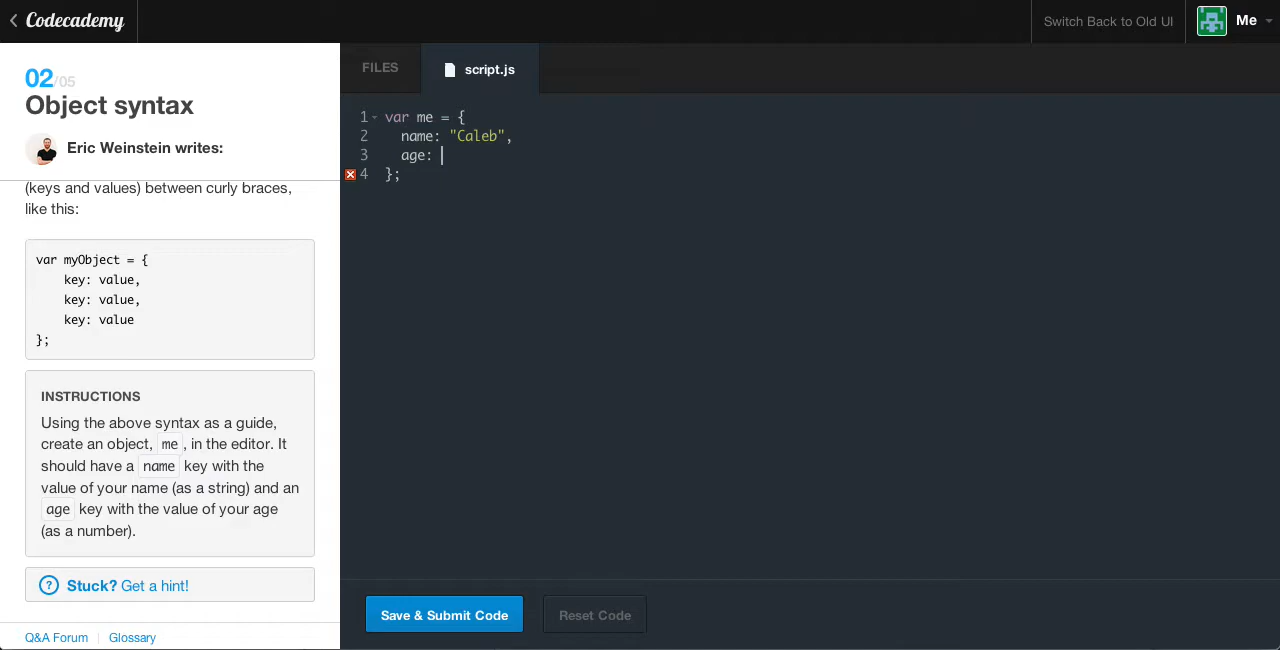 Codecademy
Switch Back to Old UI
Me
02/05
Object syntax
Eric Weinstein writes:
(keys and values) between curly braces,
like this:
var myObject = {
    key: value,
    key: value,
    key: value
};
INSTRUCTIONS
Using the above syntax as a guide,
create an object, me, in the editor. It
should have a name key with the
value of your name (as a string) and an
age key with the value of your age
(as a number).
Stuck? Get a hint!
Q&A Forum
Glossary
FILES
script.js
1 var me = {
2   name: "Caleb",
3   age:
4 };
Save & Submit Code
Reset Code